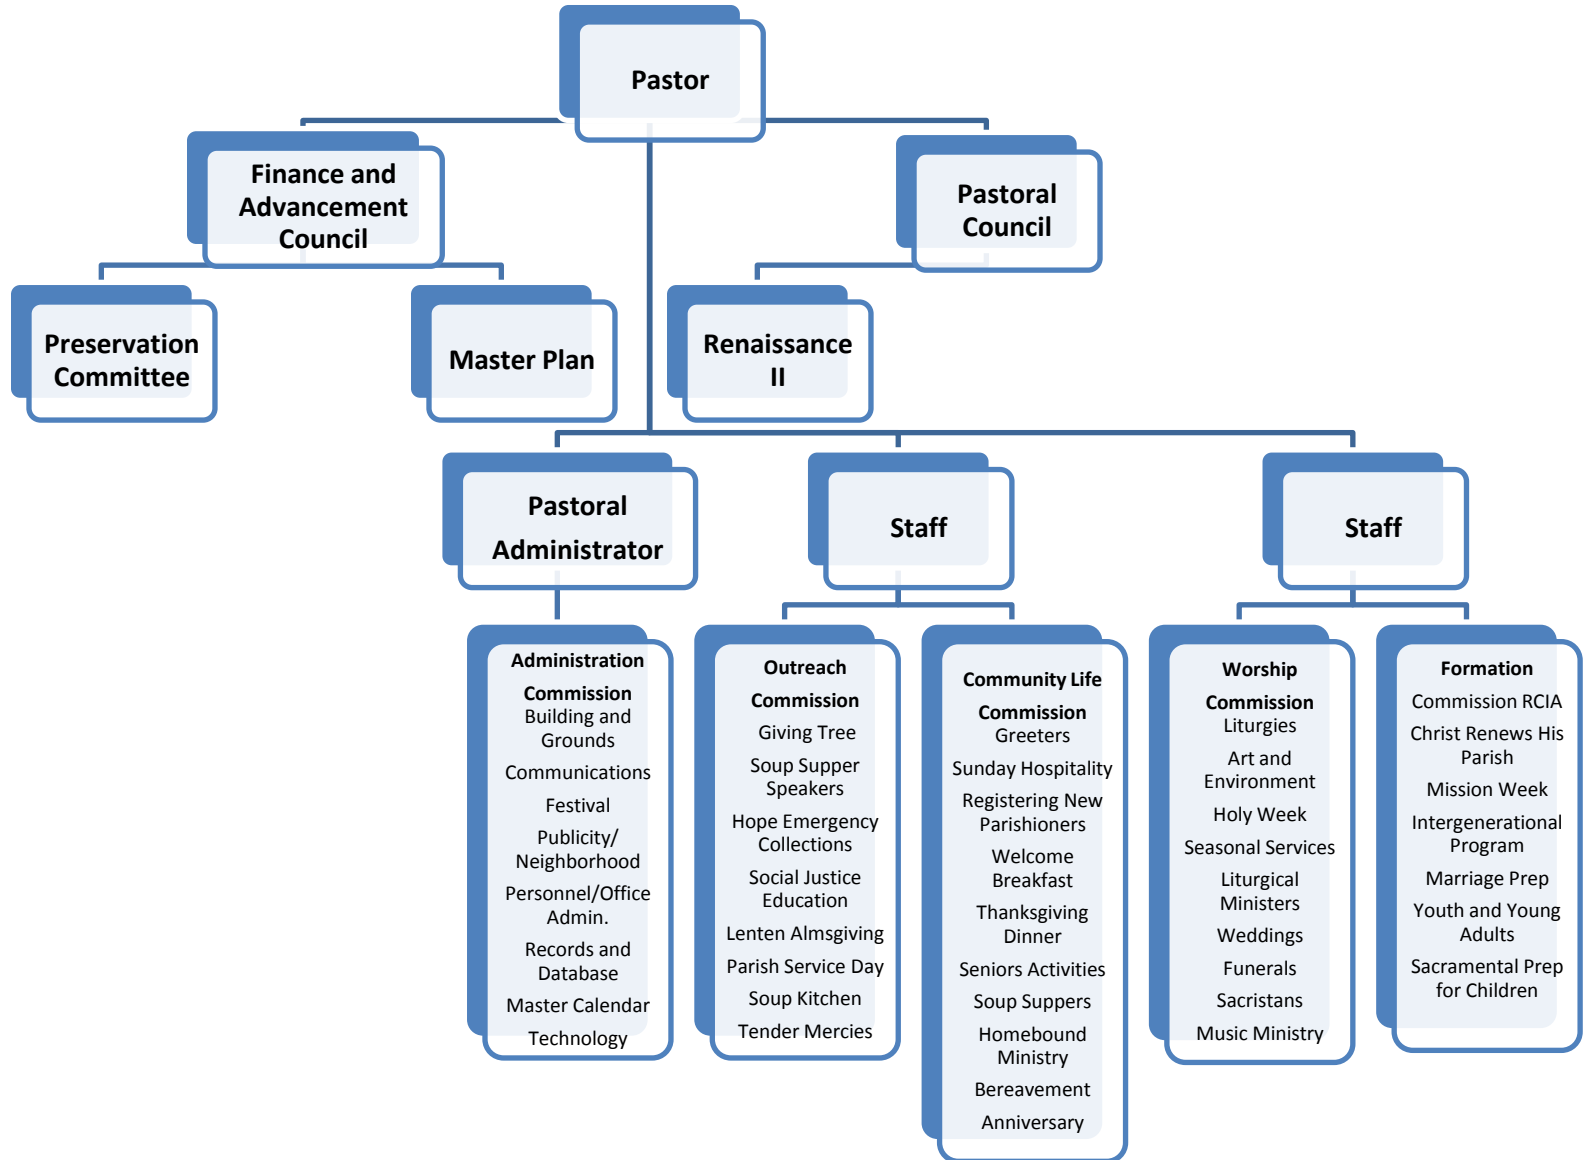 Pastor
Finance and
Advancement
Council
Pastoral
Council
Preservation
Committee
Master Plan
Renaissance
II
Pastoral
Administrator
Staff
Staff
Administration
Commission
Building and
Grounds
Communications
Festival
Publicity/
Neighborhood
Personnel/Office
Admin.
Records and
Database
Master Calendar
Technology
Outreach
Commission
Giving Tree
Soup Supper
Speakers
Hope Emergency
Collections
Social Justice
Education
Lenten Almsgiving
Parish Service Day
Soup Kitchen
Tender Mercies
Community Life
Commission
Greeters
Sunday Hospitality
Registering New
Parishioners
Welcome
Breakfast
Thanksgiving
Dinner
Seniors Activities
Soup Suppers
Homebound
Ministry
Bereavement
Anniversary
Worship
Commission
Liturgies
Art and
Environment
Holy Week
Seasonal Services
Liturgical
Ministers
Weddings
Funerals
Sacristans
Music Ministry
Formation
Commission RCIA
Christ Renews His
Parish
Mission Week
Intergenerational
Program
Marriage Prep
Youth and Young
Adults
Sacramental Prep
for Children